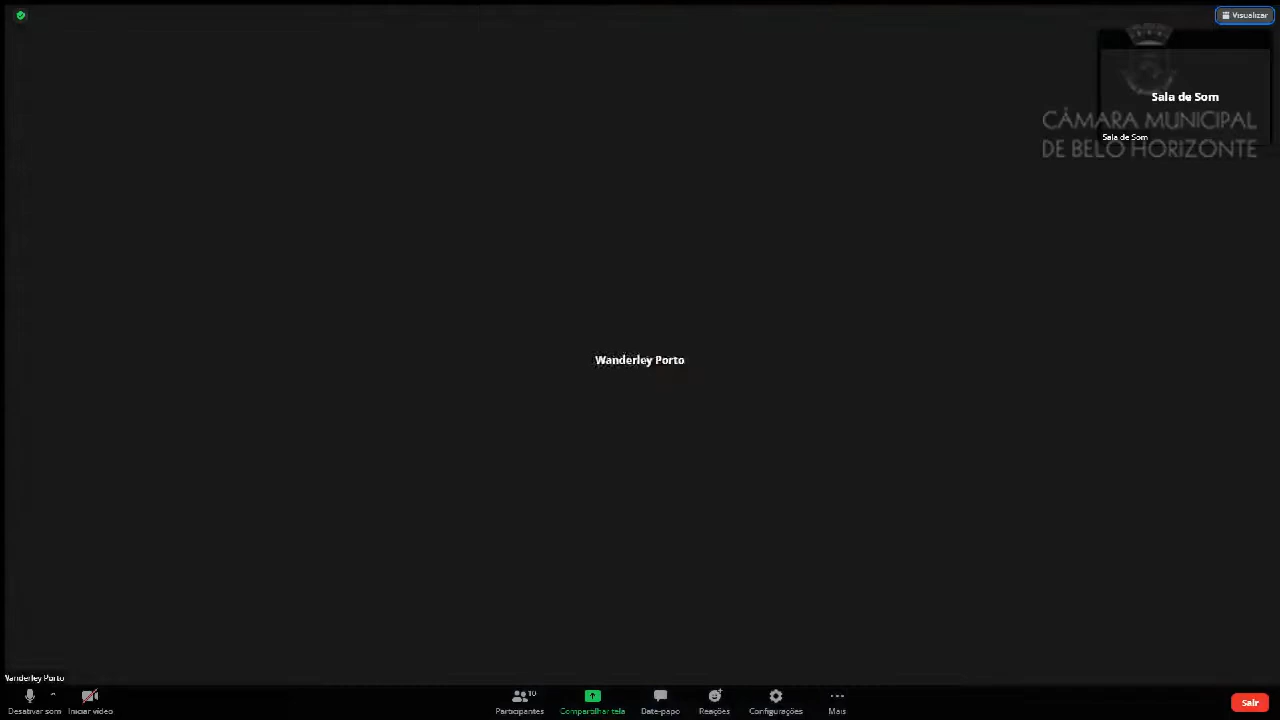 Visualizar
Sala de Som
CÂMARA MUNICIPAL
Sala de Som
DE BELO HORIZONTE
Wanderley Porto
Wanderley Porto
Desativar som
Iniciar vídeo
Participantes
10
Compartilhar tela
Bate-papo
Reações
Configurações
Mais
Sair